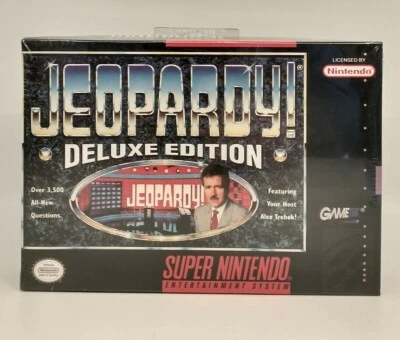 LICENSED BY
Nintendo
JEOPARDY!
DELUXE EDITION
Over 3,500
All-New
Questions.
JEOPARDY!
Featuring
Your Host
Alex Trebek!
GAMETEK
Nintendo
SUPER NINTENDO
ENTERTAINMENT SYSTEM